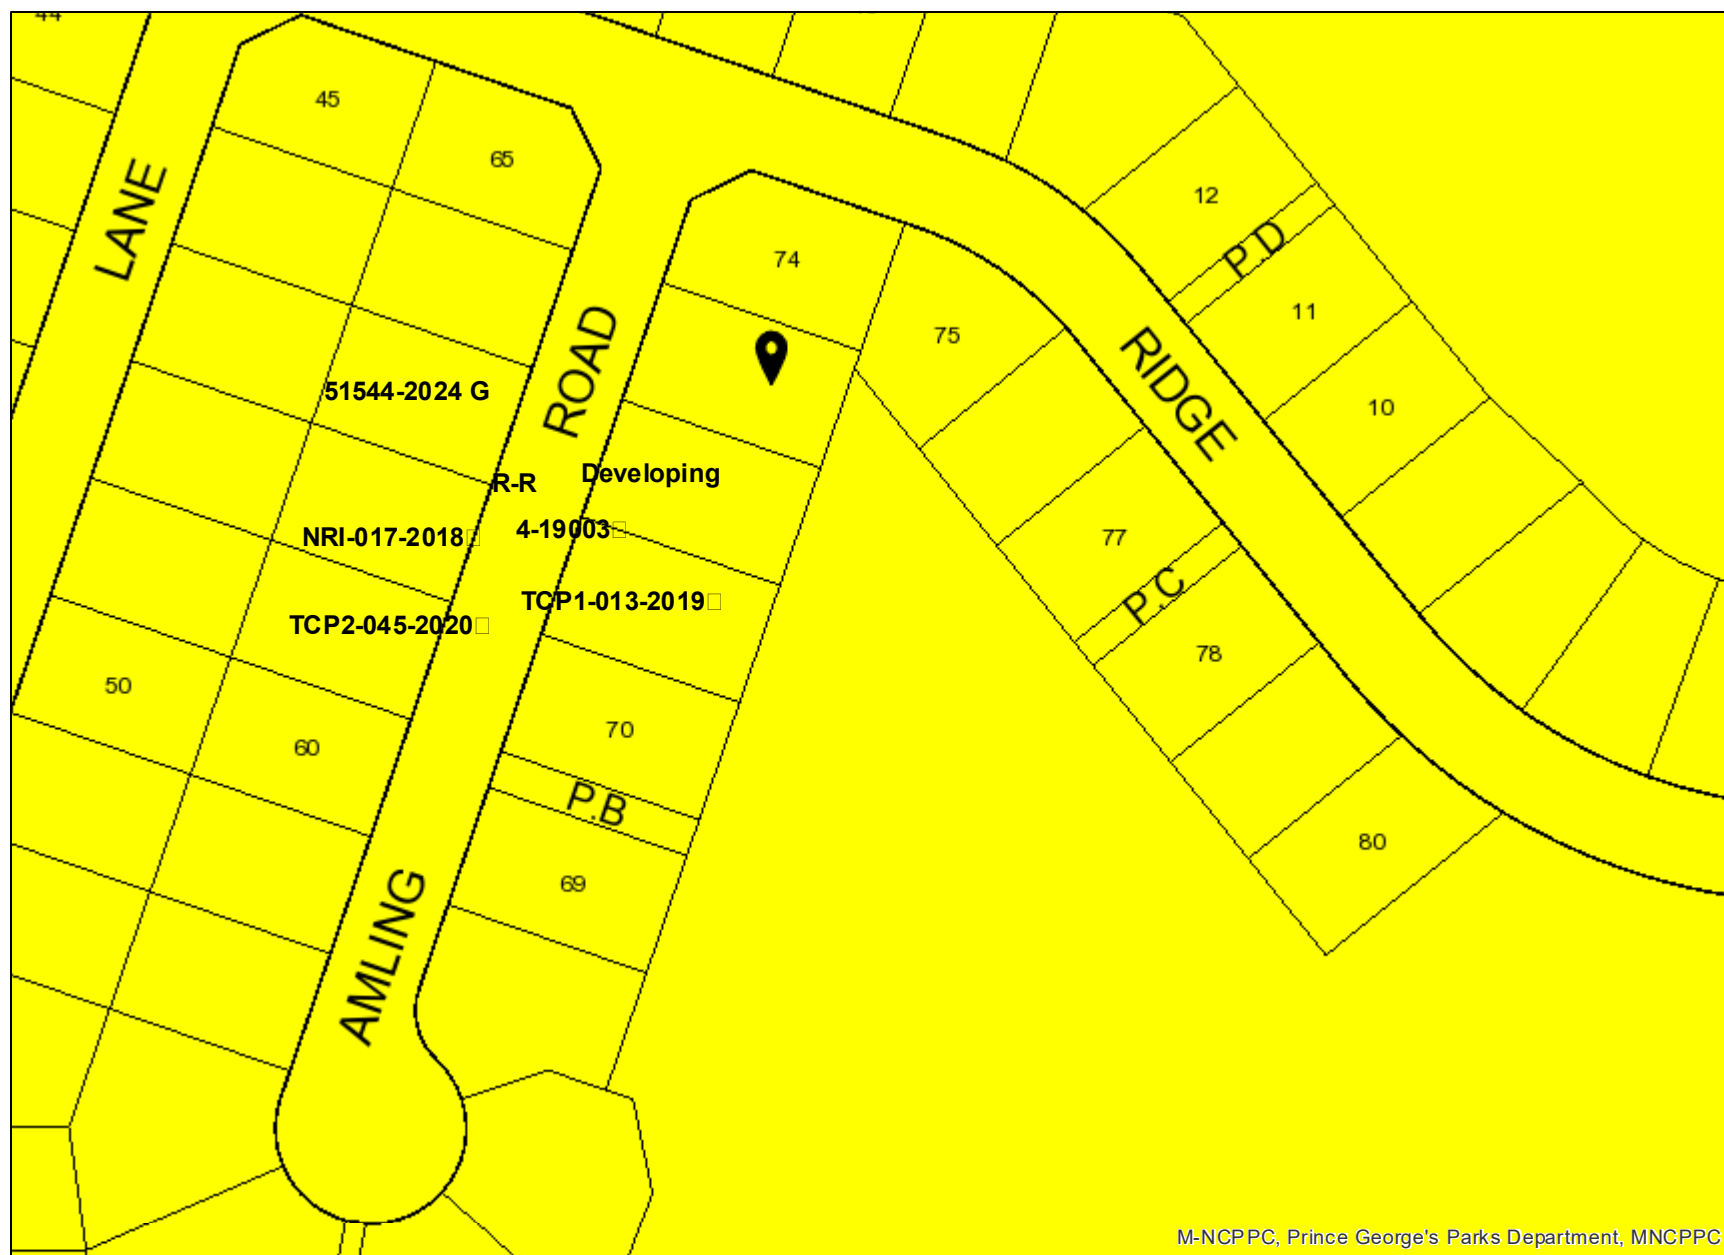 44
45
65
LANE
12
P.D
74
11
75
RIDGE
ROAD
10
51544-2024 G
R-R
Developing
NRI-017-2018
4-19003
77
TCP1-013-2019
P.C
TCP2-045-2020
78
50
70
60
P.B
80
69
AMLING
M-NCPPC, Prince George's Parks Department, MNCPPC